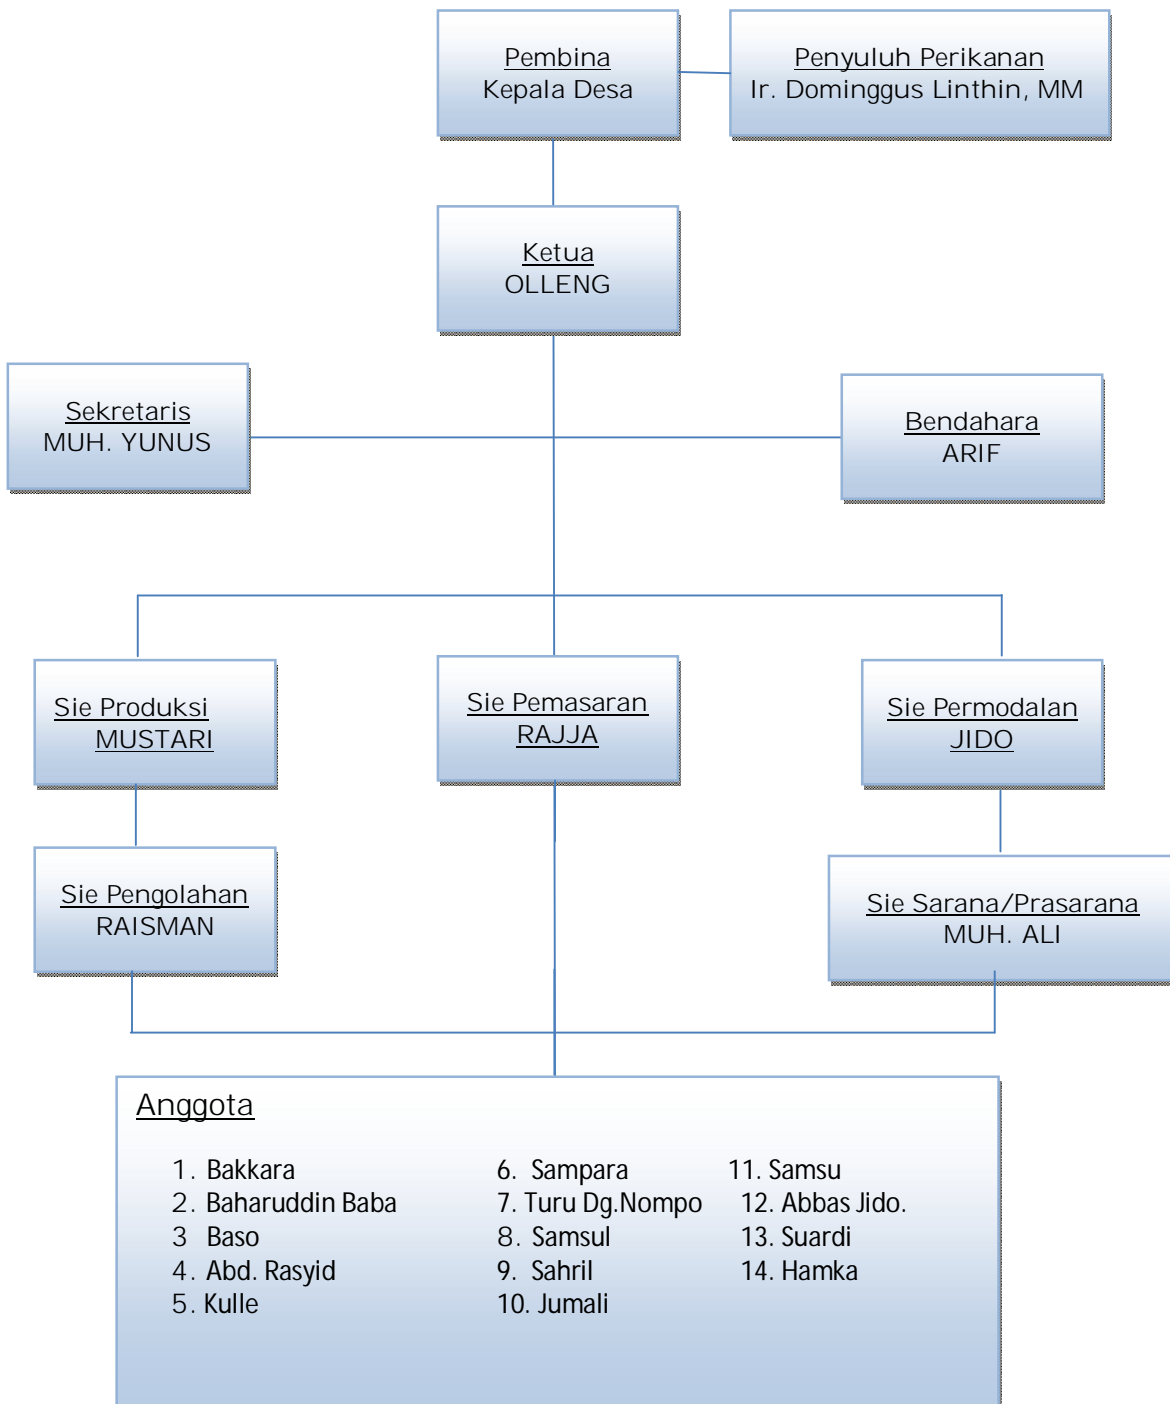 Pembina
Kepala Desa
Penyuluh Perikanan
Ir. Dominggus Linthin, MM
Ketua
OLLENG
Sekretaris
MUH. YUNUS
Bendahara
ARIF
Sie Produksi
MUSTARI
Sie Pemasaran
RAJJA
Sie Permodalan
JIDO
Sie Pengolahan
RAISMAN
Sie Sarana/Prasarana
MUH. ALI
Anggota
1. Bakkara
2. Baharuddin Baba
3 Baso
4. Abd. Rasyid
5. Kulle
6. Sampara
7. Turu Dg.Nompo
8. Samsul
9. Sahril
10. Jumali
11. Samsu
12. Abbas Jido.
13. Suardi
14. Hamka